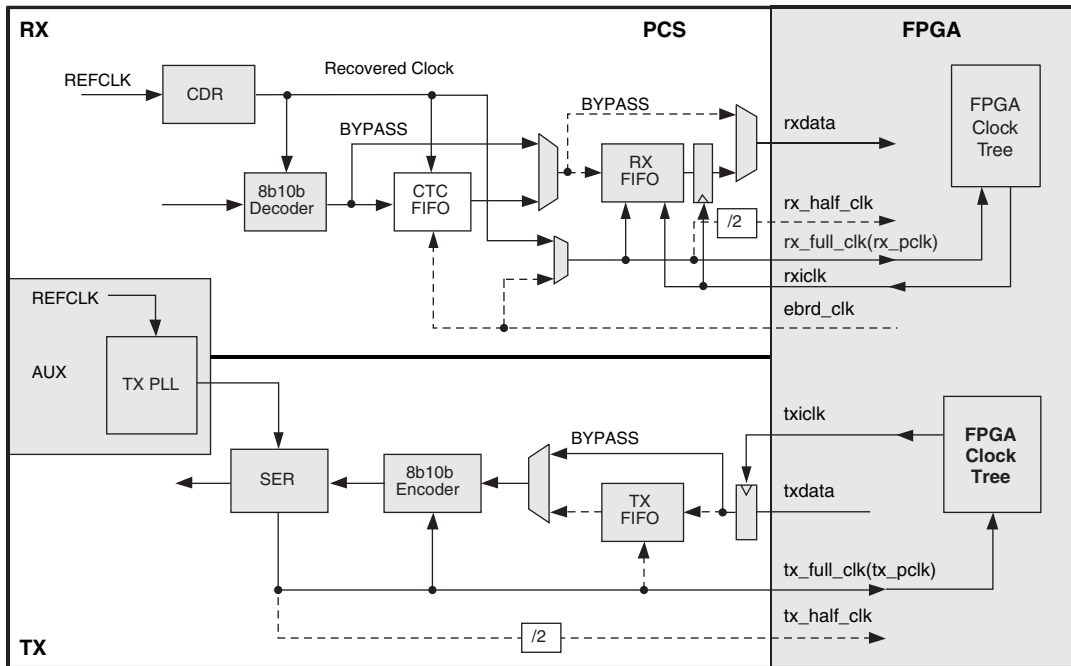 RX
PCS
FPGA
REFCLK
CDR
Recovered Clock
BYPASS
BYPASS
8b10b
Decoder
CTC
FIFO
RX
FIFO
rxdata
FPGA
Clock
Tree
/2
rx_half_clk
rx_full_clk(rx_pclk)
rxiclk
ebrd_clk
REFCLK
AUX
TX PLL
txiclk
BYPASS
FPGA
Clock
Tree
SER
8b10b
Encoder
TX
FIFO
txdata
tx_full_clk(tx_pclk)
tx_half_clk
/2
TX